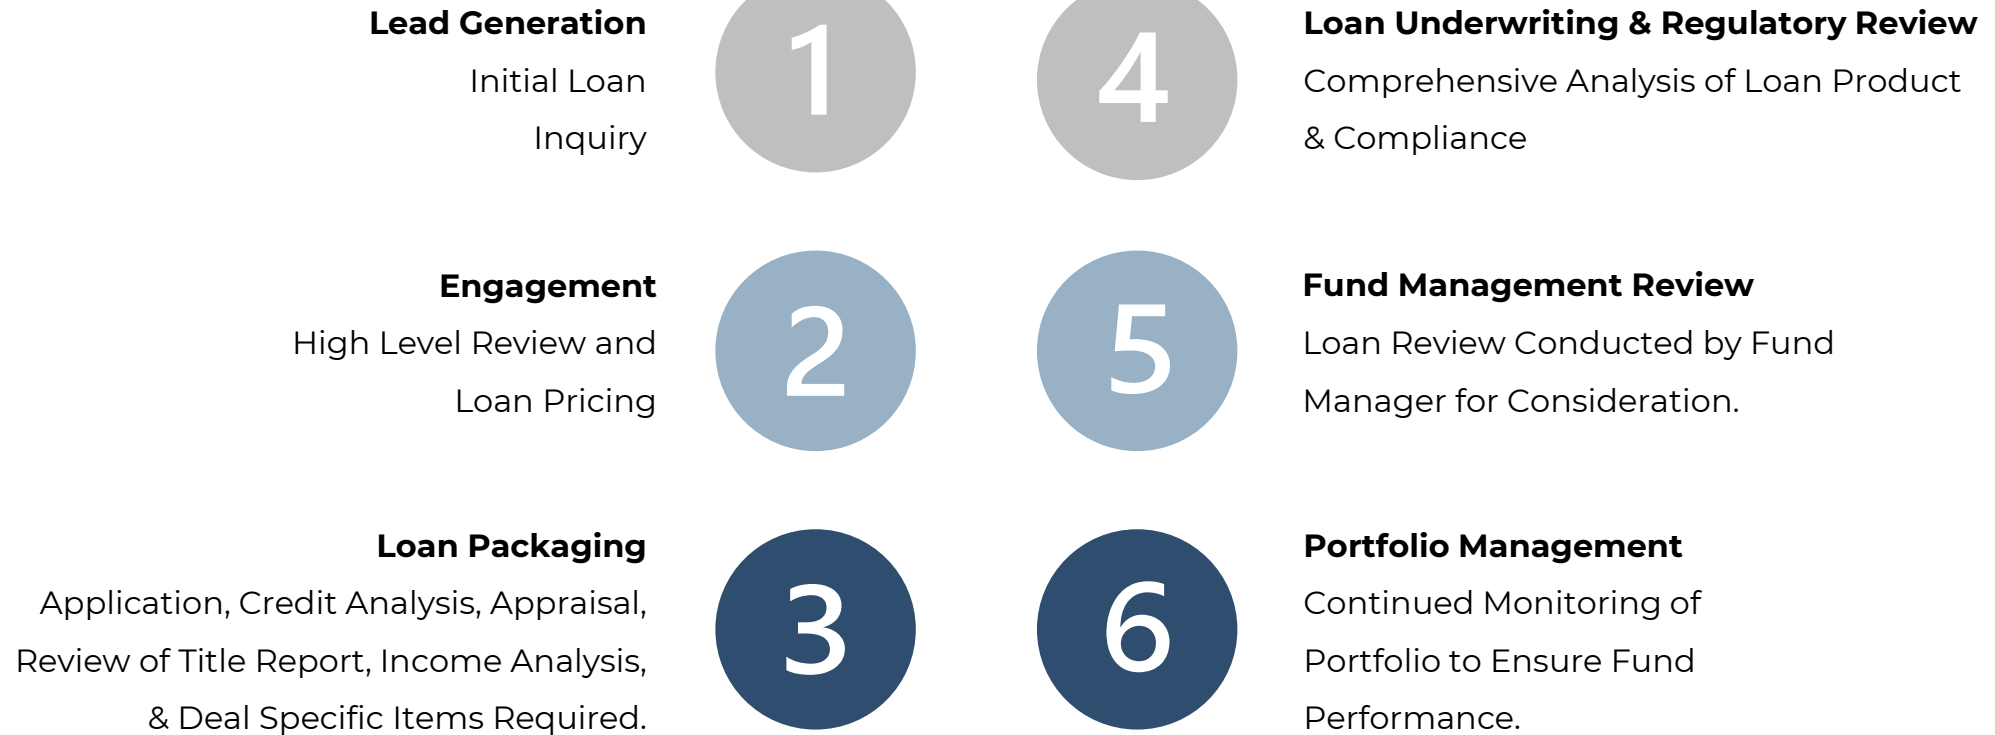 Lead Generation
Initial Loan
Inquiry
1
Engagement
High Level Review and
Loan Pricing
2
Loan Packaging
Application, Credit Analysis, Appraisal,
Review of Title Report, Income Analysis,
& Deal Specific Items Required.
3
4
Loan Underwriting & Regulatory Review
Comprehensive Analysis of Loan Product
& Compliance
5
Fund Management Review
Loan Review Conducted by Fund
Manager for Consideration.
6
Portfolio Management
Continued Monitoring of
Portfolio to Ensure Fund
Performance.